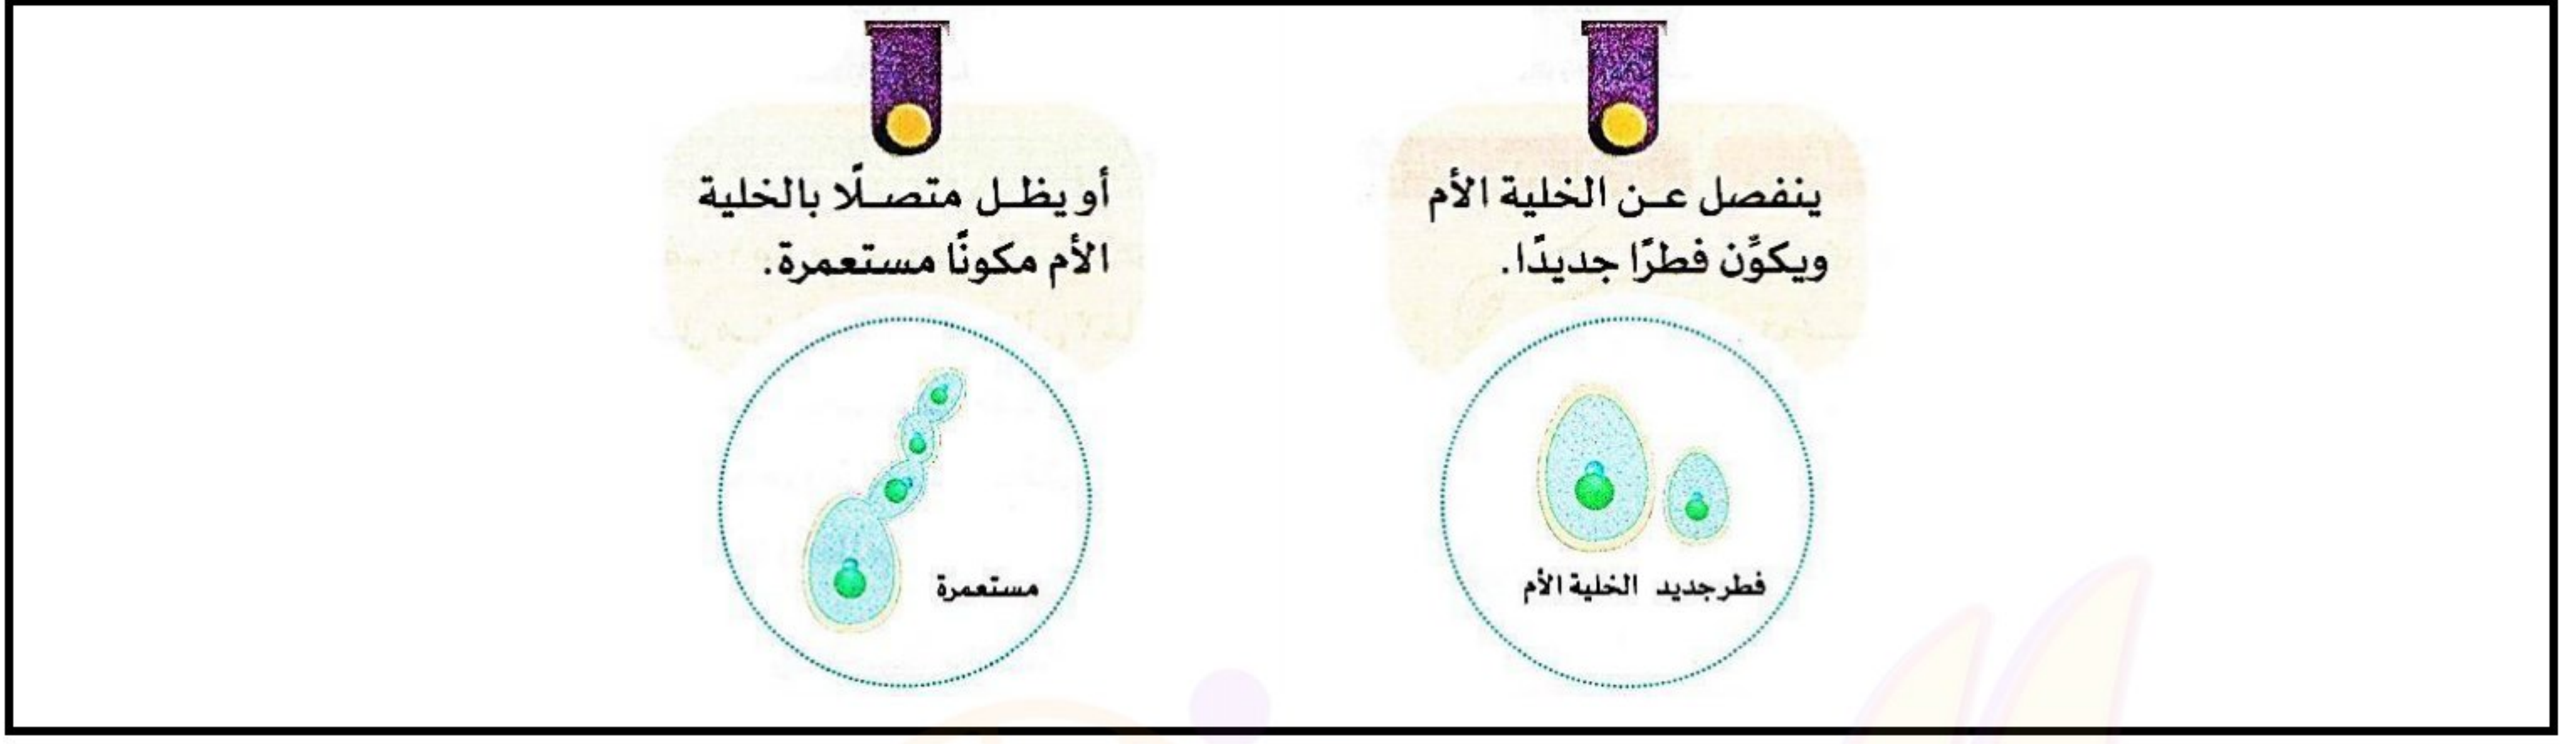 ينفصل عن الخلية الأم
ويكوِّن فطرًا جديدًا.
فطر جديد الخلية الأم
أو يظل متصلًا بالخلية
الأم مكونًا مستعمرة.
مستعمرة